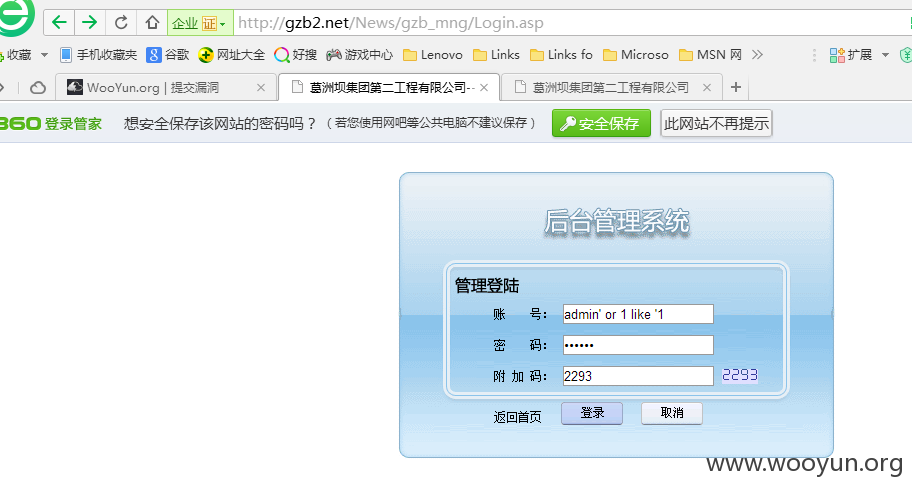 企业 证 http://gzb2.net/News/gzb_mng/Login.asp
收藏 手机收藏夹 谷歌 网址大全 好搜 游戏中心 Lenovo Links Links fo Microso MSN 网 » 扩展
WooYun.org | 提交漏洞 × 葛洲坝集团第二工程有限公司-- × 葛洲坝集团第二工程有限公司 × +
360 登录管家 想安全保存该网站的密码吗？（若您使用网吧等公共电脑不建议保存） 安全保存 此网站不再提示
后台管理系统
管理登陆
账 号： admin' or 1 like '1
密 码： ••••••
附 加 码： 2293 2293
返回首页 登录 取消
www.wooyun.org